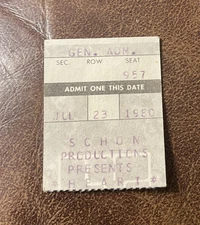 GEN. ADM.
SEC. ROW SEAT
957
ADMIT ONE THIS DATE
JUL 23 1980
SCHON
PRODUCTIONS
PRESENTS
*HEART*